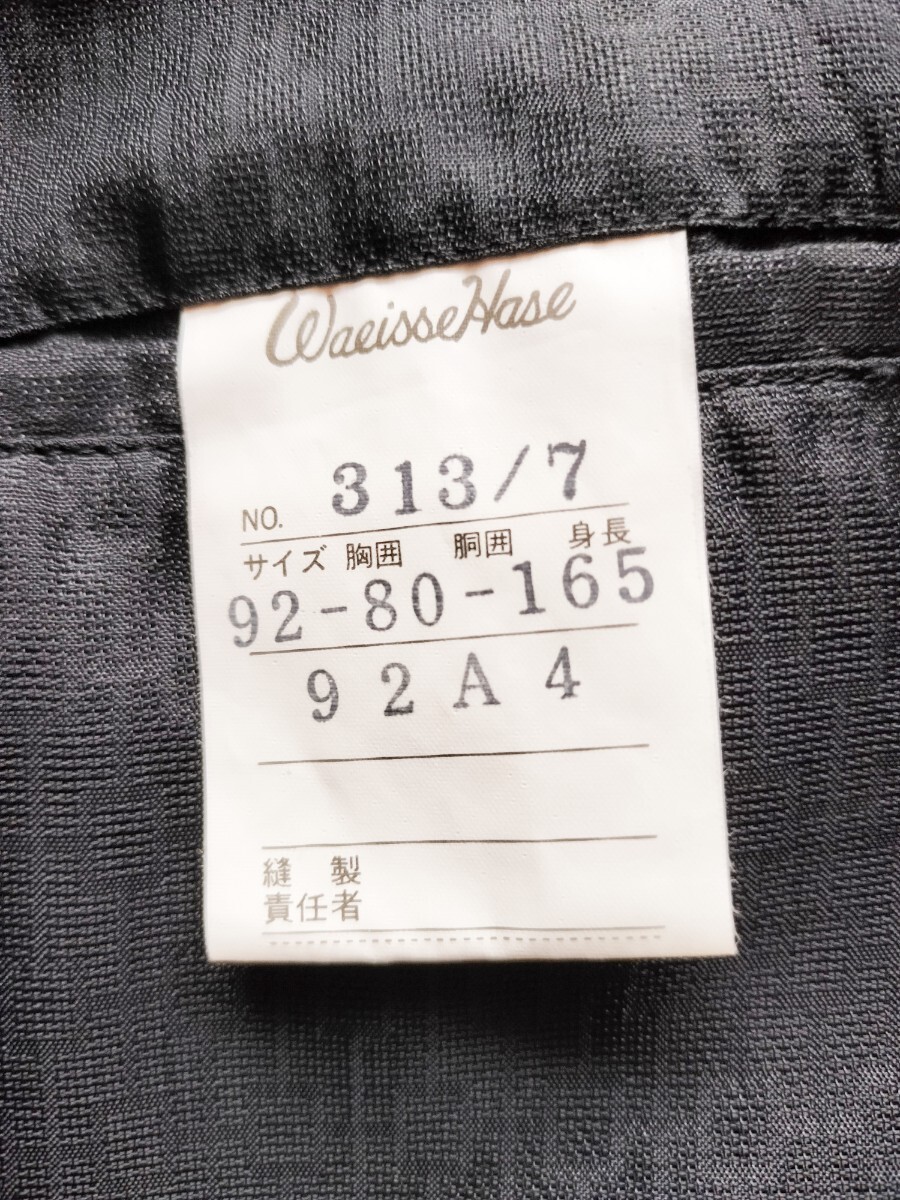 WaeisseHase
NO. 313/7
サイズ 胸囲 胴囲 身長
92-80-165
92A4
縫製
責任者